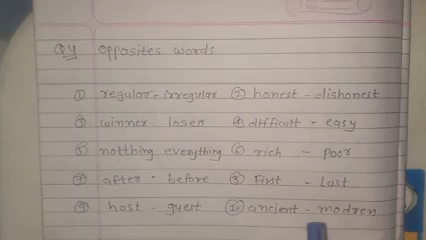 Q4 Opposites words
① regular - irregular ② honest - dishonest
③ winner loser ④ difficult - easy
⑤ notthing everything ⑥ rich - poor
⑦ after - before ⑧ First - Last
⑨ host - guest ⑩ ancient - modren